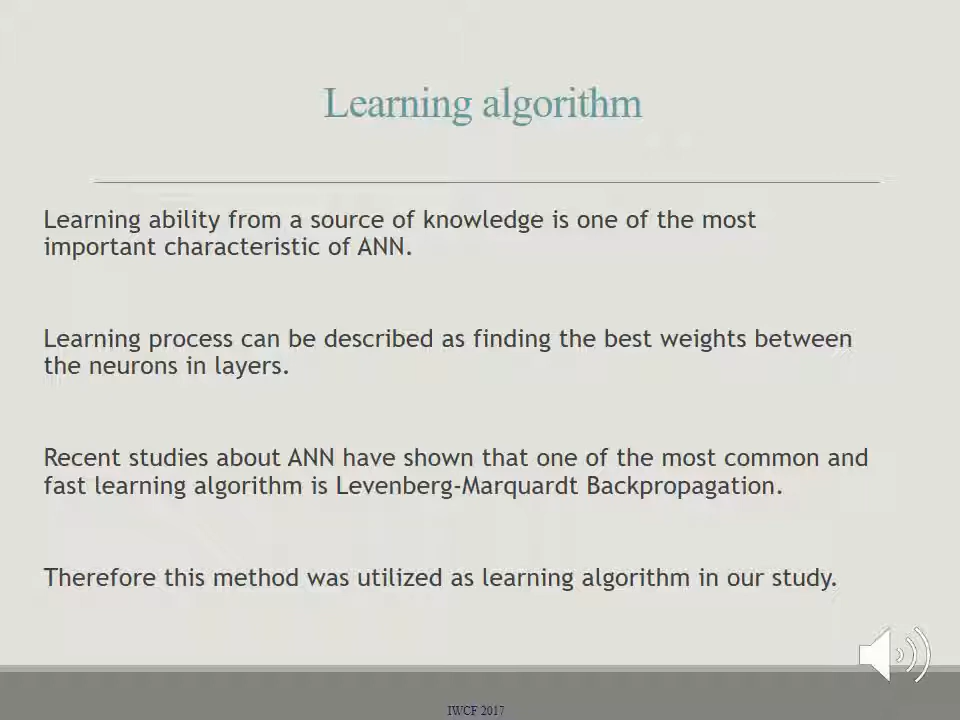 Learning algorithm
Learning ability from a source of knowledge is one of the most
important characteristic of ANN.
Learning process can be described as finding the best weights between
the neurons in layers.
Recent studies about ANN have shown that one of the most common and
fast learning algorithm is Levenberg-Marquardt Backpropagation.
Therefore this method was utilized as learning algorithm in our study.
IWCF 2017